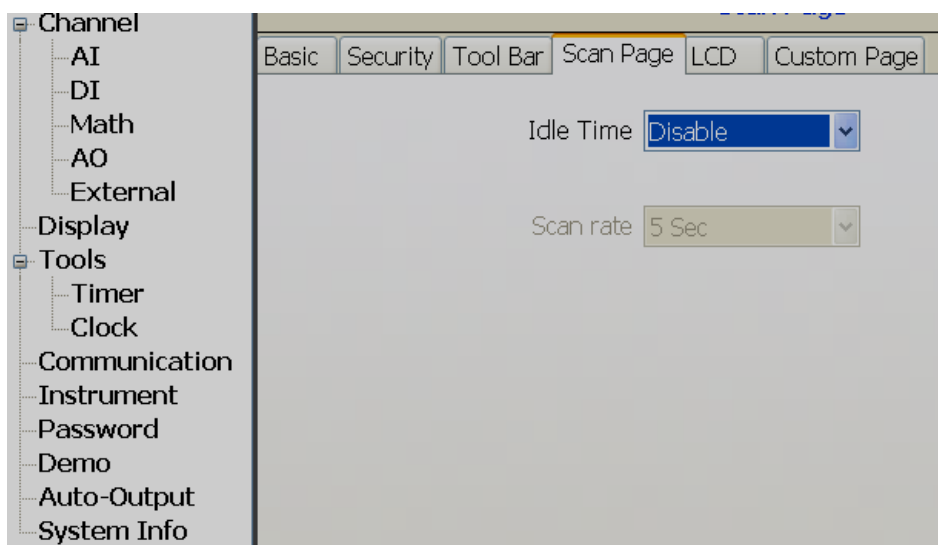 Channel
AI
DI
Math
AO
External
Display
Tools
Timer
Clock
Communication
Instrument
Password
Demo
Auto-Output
System Info
Basic Security Tool Bar Scan Page LCD Custom Page
Idle Time Disable
Scan rate 5 Sec